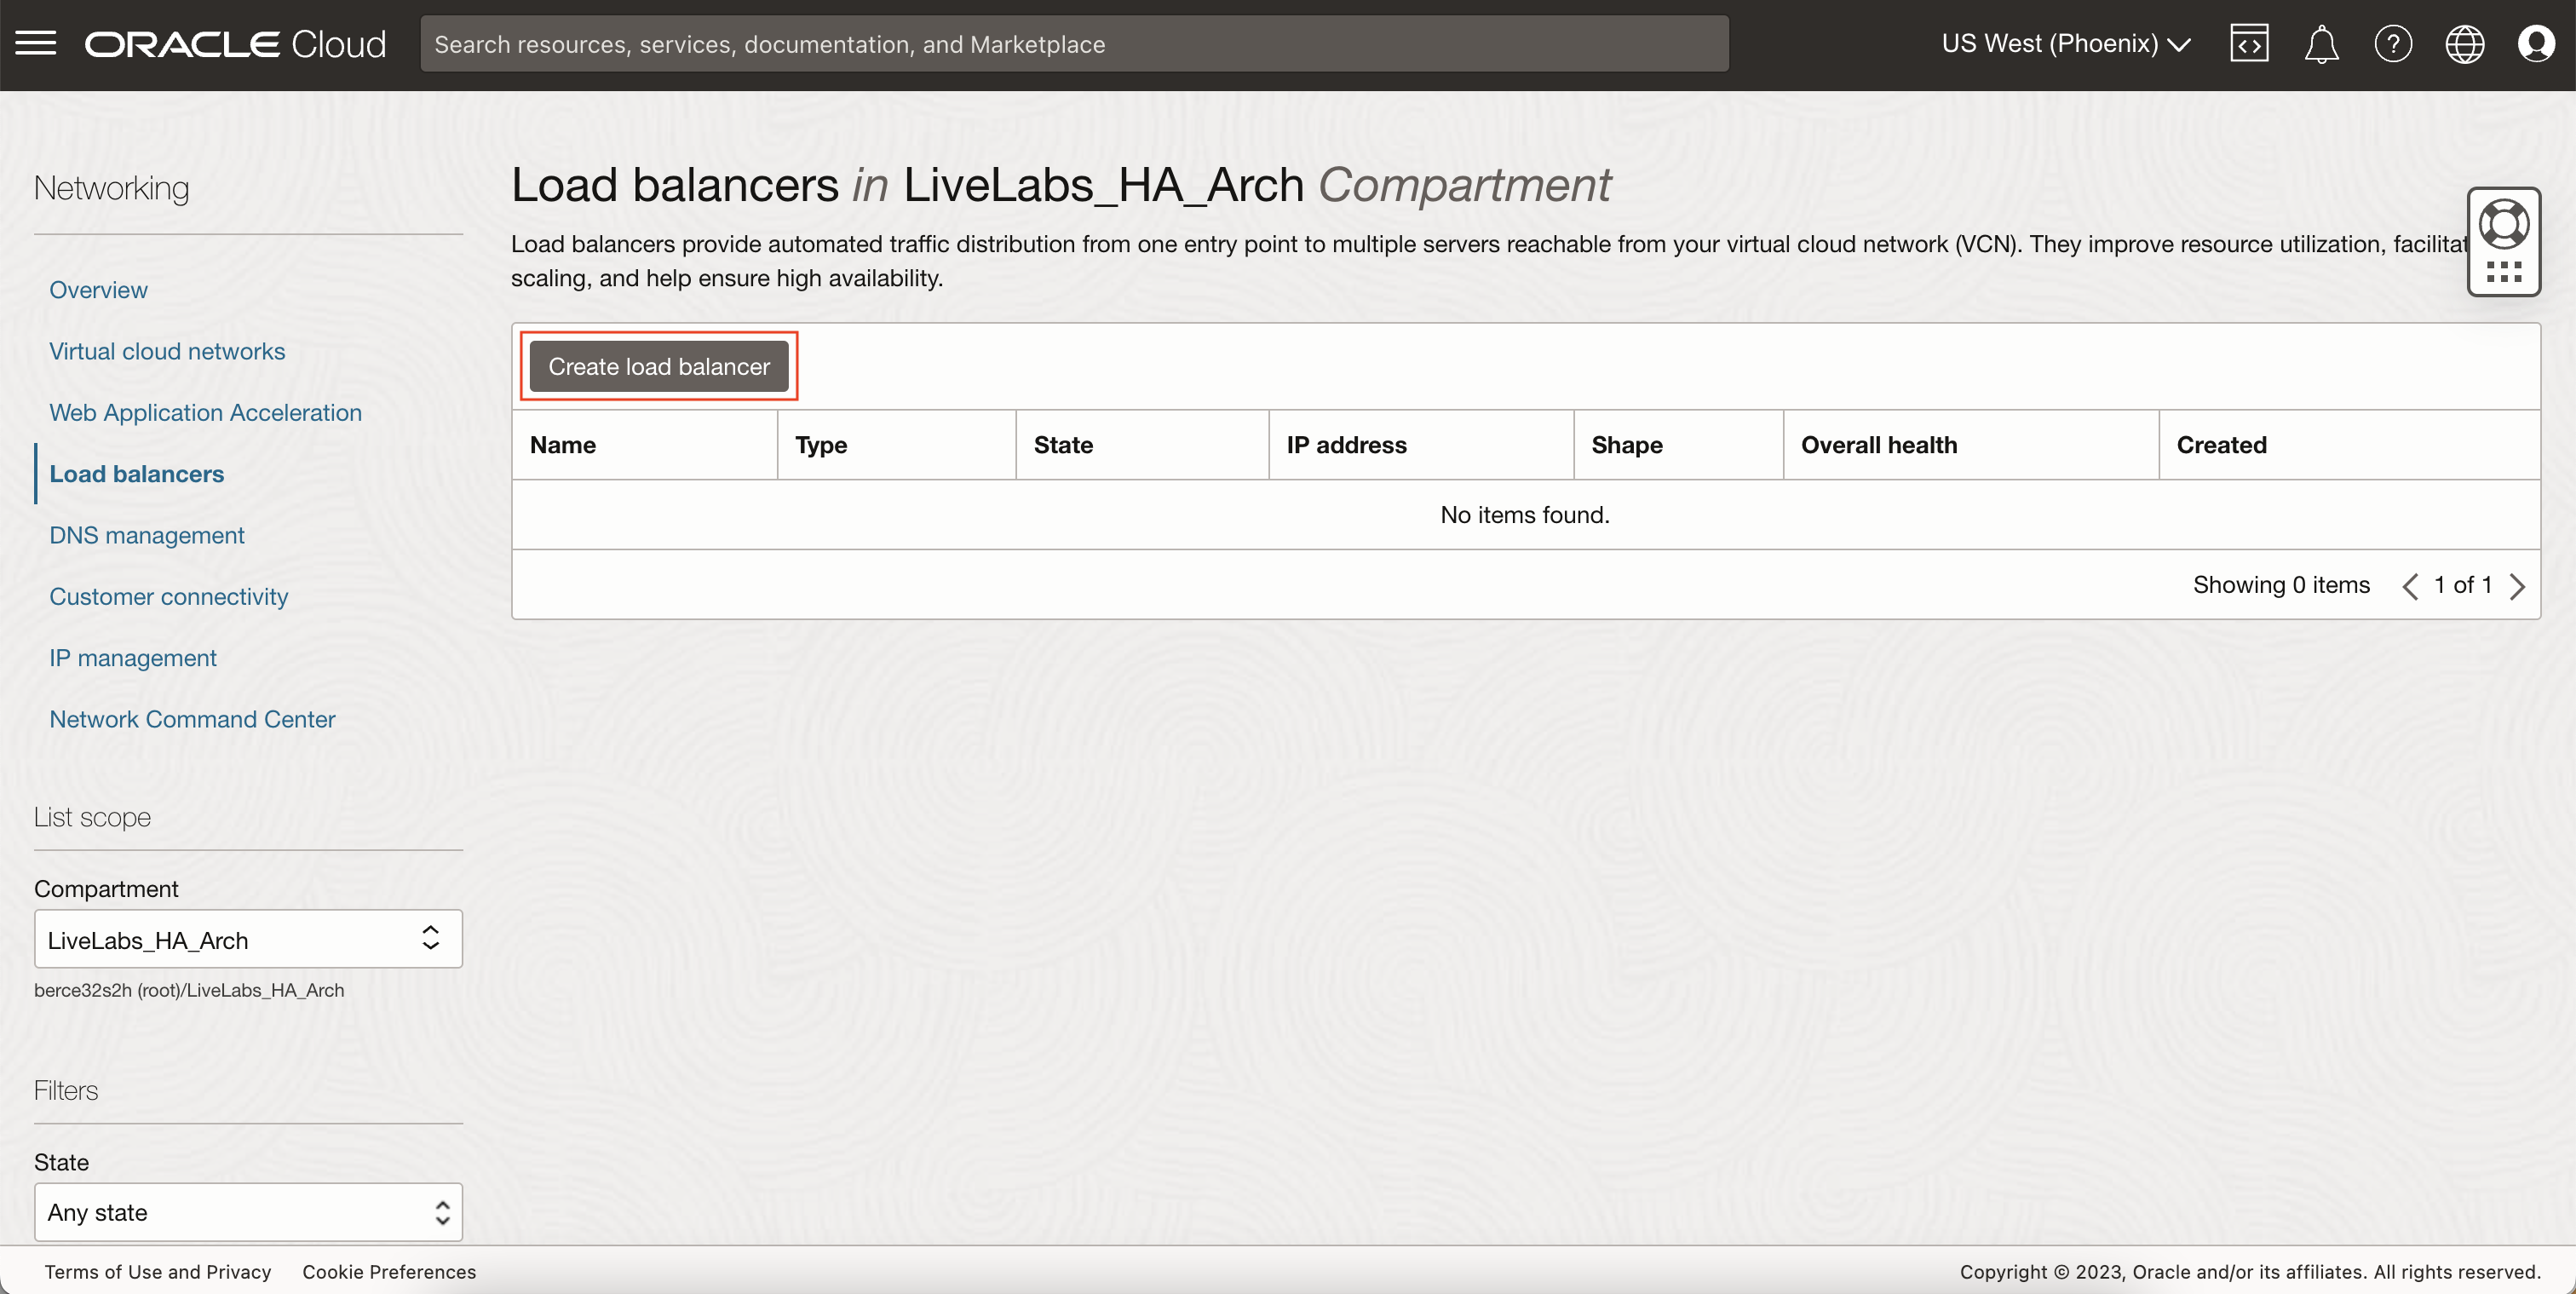 ORACLE Cloud
Search resources, services, documentation, and Marketplace
US West (Phoenix)
Networking
Overview
Virtual cloud networks
Web Application Acceleration
Load balancers
DNS management
Customer connectivity
IP management
Network Command Center
List scope
Compartment
LiveLabs_HA_Arch
berce32s2h (root)/LiveLabs_HA_Arch
Filters
State
Any state
Load balancers in LiveLabs_HA_Arch Compartment
Load balancers provide automated traffic distribution from one entry point to multiple servers reachable from your virtual cloud network (VCN). They improve resource utilization,
scaling, and help ensure high availability.
Create load balancer
Name Type State IP address Shape Overall health Created
No items found.
Showing 0 items 1 of 1
Terms of Use and Privacy Cookie Preferences
Copyright © 2023, Oracle and/or its affiliates. All rights reserved.